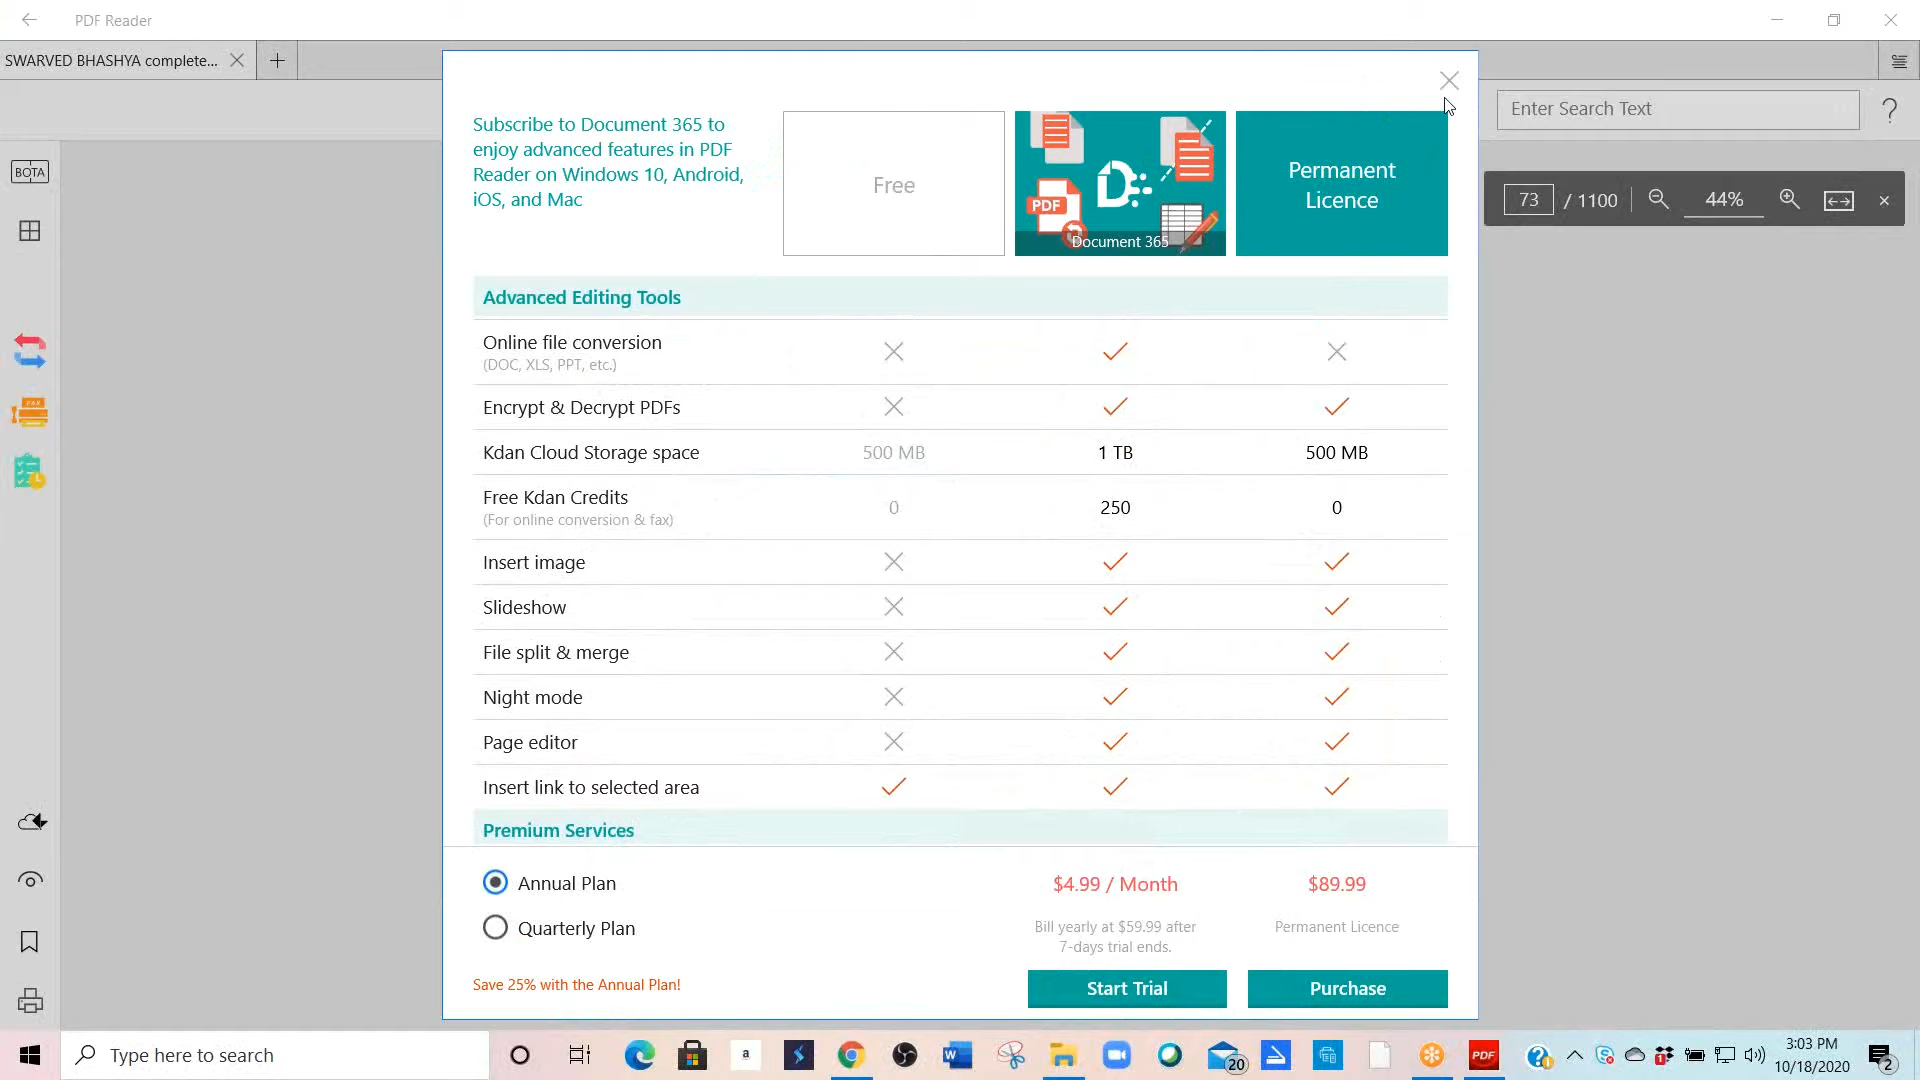 PDF Reader
SWARVED BHASHYA complete...
Enter Search Text
?
BOTA
73 / 1100
44%
Subscribe to Document 365 to
enjoy advanced features in PDF
Reader on Windows 10, Android,
iOS, and Mac
Free
PDF
Document 365
Permanent
Licence
Advanced Editing Tools
Online file conversion
(DOC, XLS, PPT, etc.)
Encrypt & Decrypt PDFs
Kdan Cloud Storage space 500 MB 1 TB 500 MB
Free Kdan Credits
(For online conversion & fax)
0 250 0
Insert image
Slideshow
File split & merge
Night mode
Page editor
Insert link to selected area
Premium Services
FAX
Annual Plan $4.99 / Month $89.99
Quarterly Plan
Bill yearly at $59.99 after
7-days trial ends.
Permanent Licence
Save 25% with the Annual Plan!
Start Trial
Purchase
Type here to search
a
W
20
PDF
?
1
3:03 PM
10/18/2020
2